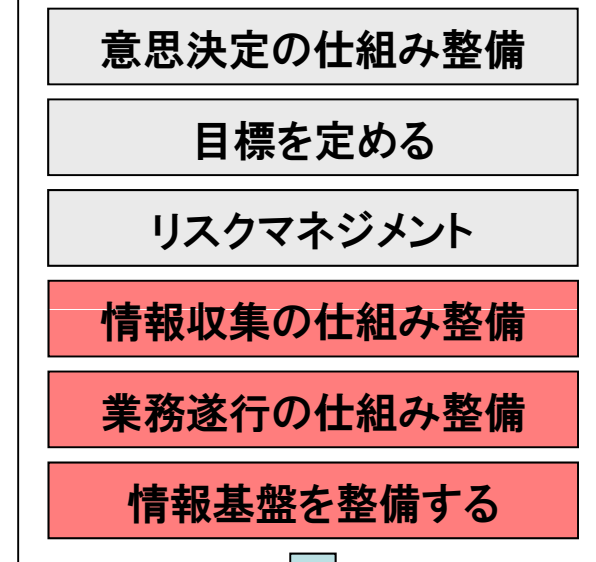 意思決定の仕組み整備
目標を定める
リスクマネジメント
情報収集の仕組み整備
業務遂行の仕組み整備
情報基盤を整備する